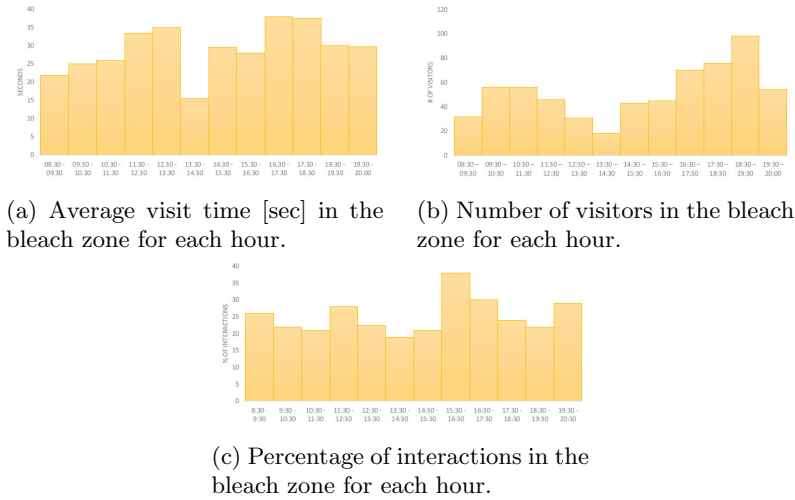 40
35
30
25
20
15
10
5
0
SECONDS
08.30 - 09.30 - 10.30 - 11.30 - 12.30 - 13.30 - 14.30 - 15.30 - 16.30 - 17.30 - 18.30 - 19.30 -
09.30 10.30 11.30 12.30 13.30 14.30 15.30 16.30 17.30 18.30 19.30 20.00
(a) Average visit time [sec] in the
bleach zone for each hour.
120
100
80
60
40
20
0
# OF VISITORS
08:30 – 09:30 – 10:30 – 11:30 – 12:30 – 13:30 – 14:30 – 15:30 – 16:30 – 17:30 – 18:30 – 19:30 –
09:30 10:30 11:30 12:30 13:30 14:30 15:30 16:30 17:30 18:30 19:30 20:00
(b) Number of visitors in the bleach
zone for each hour.
40
35
30
25
20
15
10
5
0
% OF INTERACTIONS
8:30 - 9:30 - 10:30 - 11:30 - 12:30 - 13:30 - 14:30 - 15:30 - 16:30 - 17:30 - 18:30 - 19:30 -
9:30 10:30 11:30 12:30 13:30 14:30 15:30 16:30 17:30 18:30 19:30 20:30
(c) Percentage of interactions in the
bleach zone for each hour.